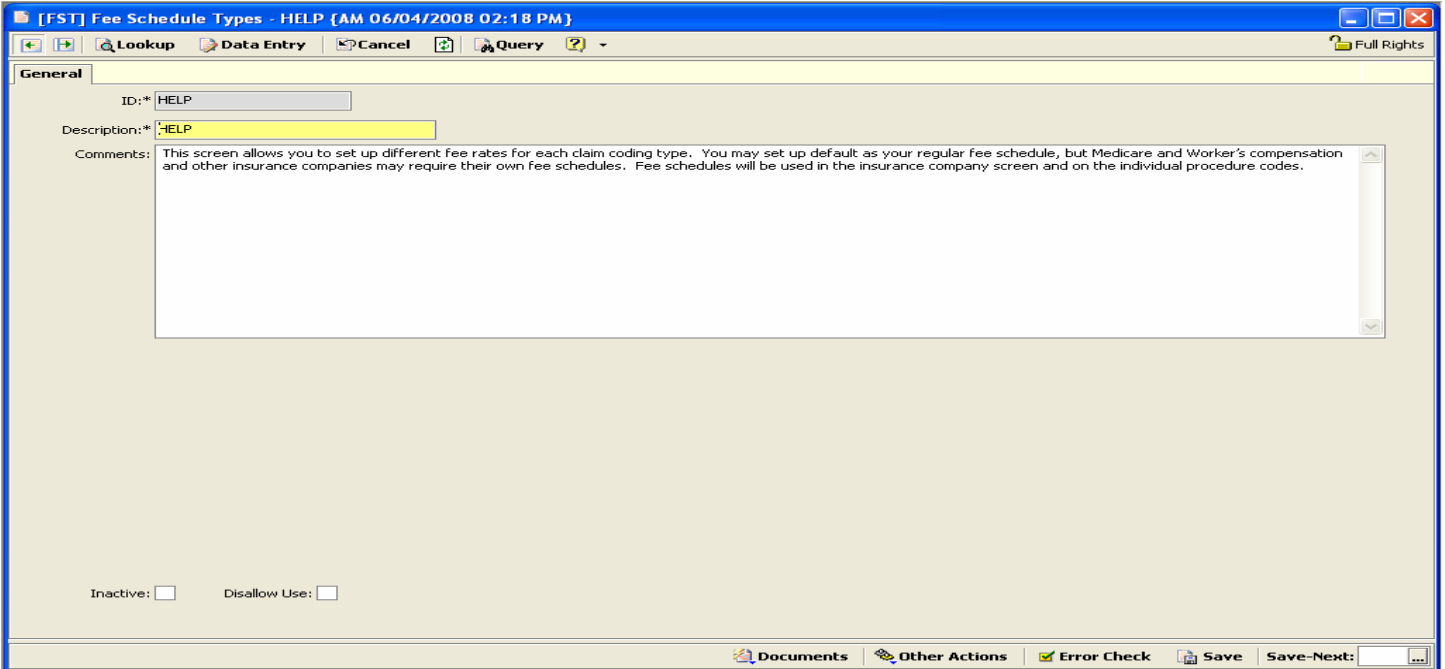 [FST] Fee Schedule Types - HELP {AM 06/04/2008 02:18 PM}
Lookup Data Entry Cancel Query Full Rights
General
ID:* HELP
Description:* HELP
Comments: This screen allows you to set up different fee rates for each claim coding type.  You may set up default as your regular fee schedule, but Medicare and Worker's compensation
and other insurance companies may require their own fee schedules.  Fee schedules will be used in the insurance company screen and on the individual procedure codes.
Inactive: Disallow Use:
Documents Other Actions Error Check Save Save-Next: ...